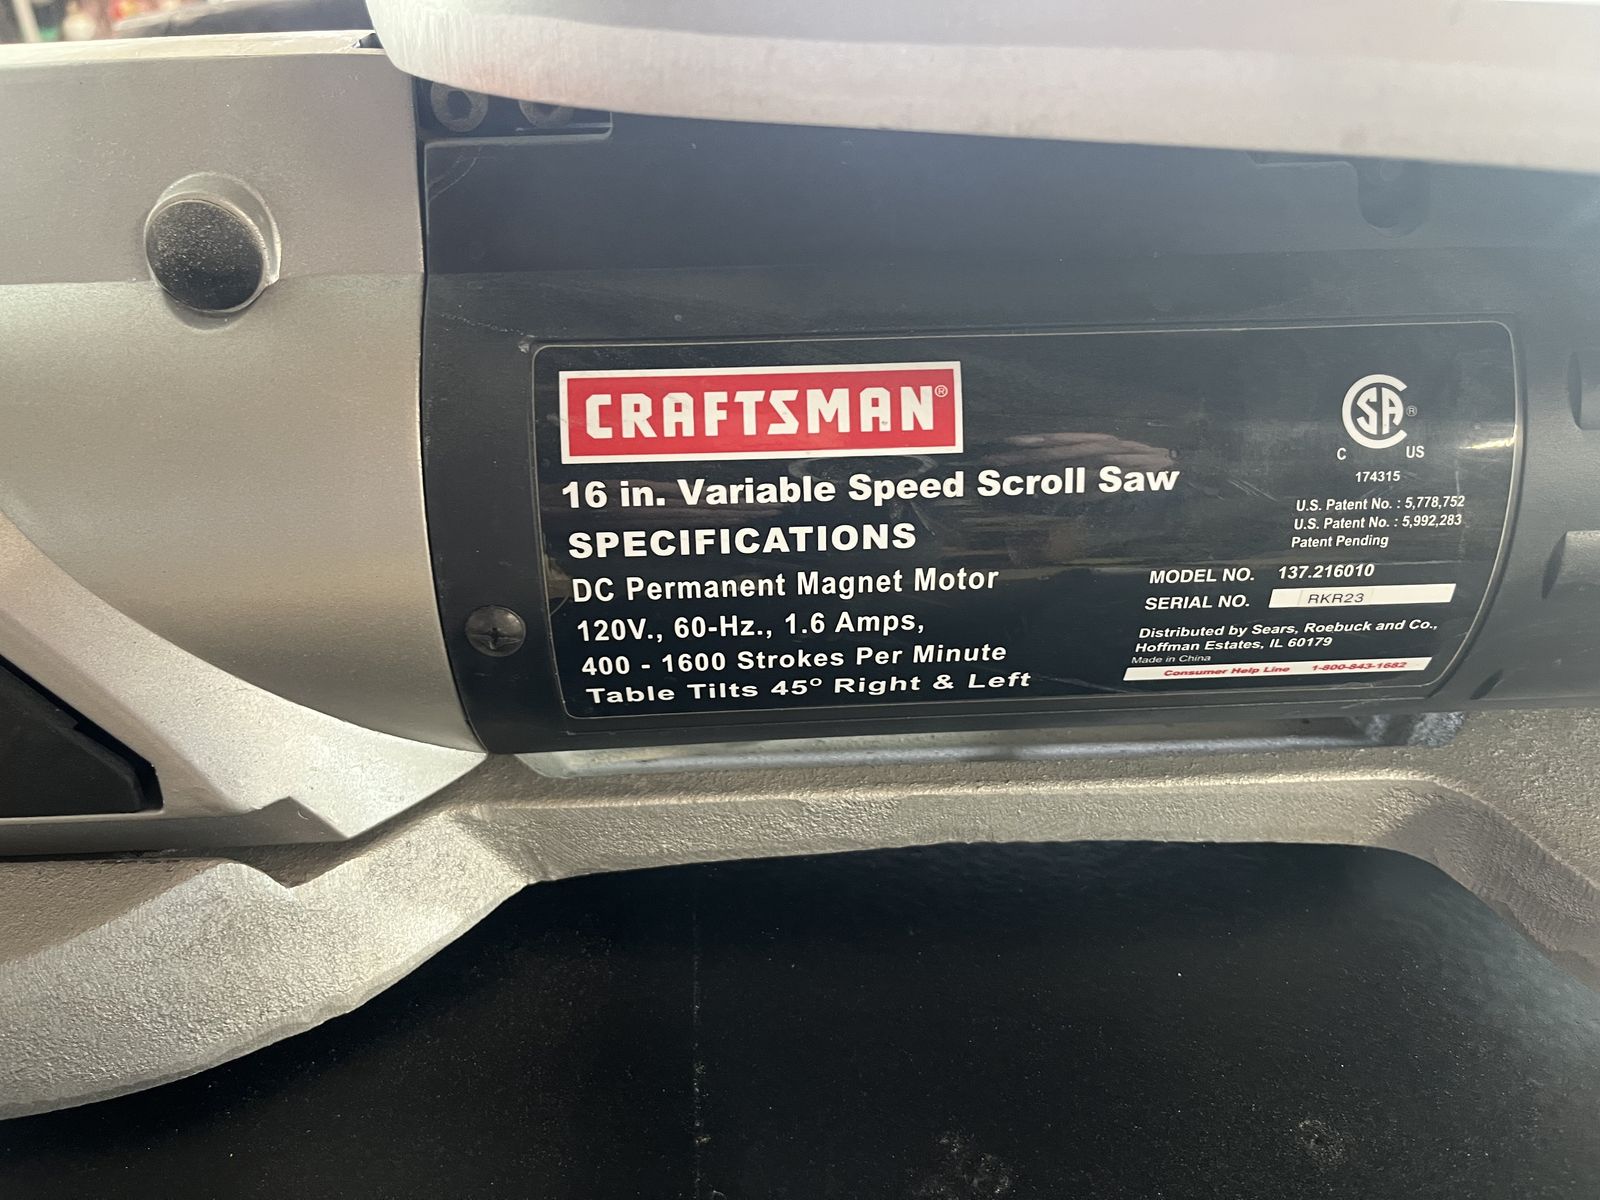 CRAFTSMAN®
16 in. Variable Speed Scroll Saw
SPECIFICATIONS
DC Permanent Magnet Motor
120V., 60-Hz., 1.6 Amps,
400 - 1600 Strokes Per Minute
Table Tilts 45° Right & Left
CSA®
C US
174315
U.S. Patent No. : 5,778,752
U.S. Patent No. : 5,992,283
Patent Pending
MODEL NO. 137.216010
SERIAL NO. RKR23
Distributed by Sears, Roebuck and Co.,
Hoffman Estates, IL 60179
Made in China
Consumer Help Line 1-800-843-1682